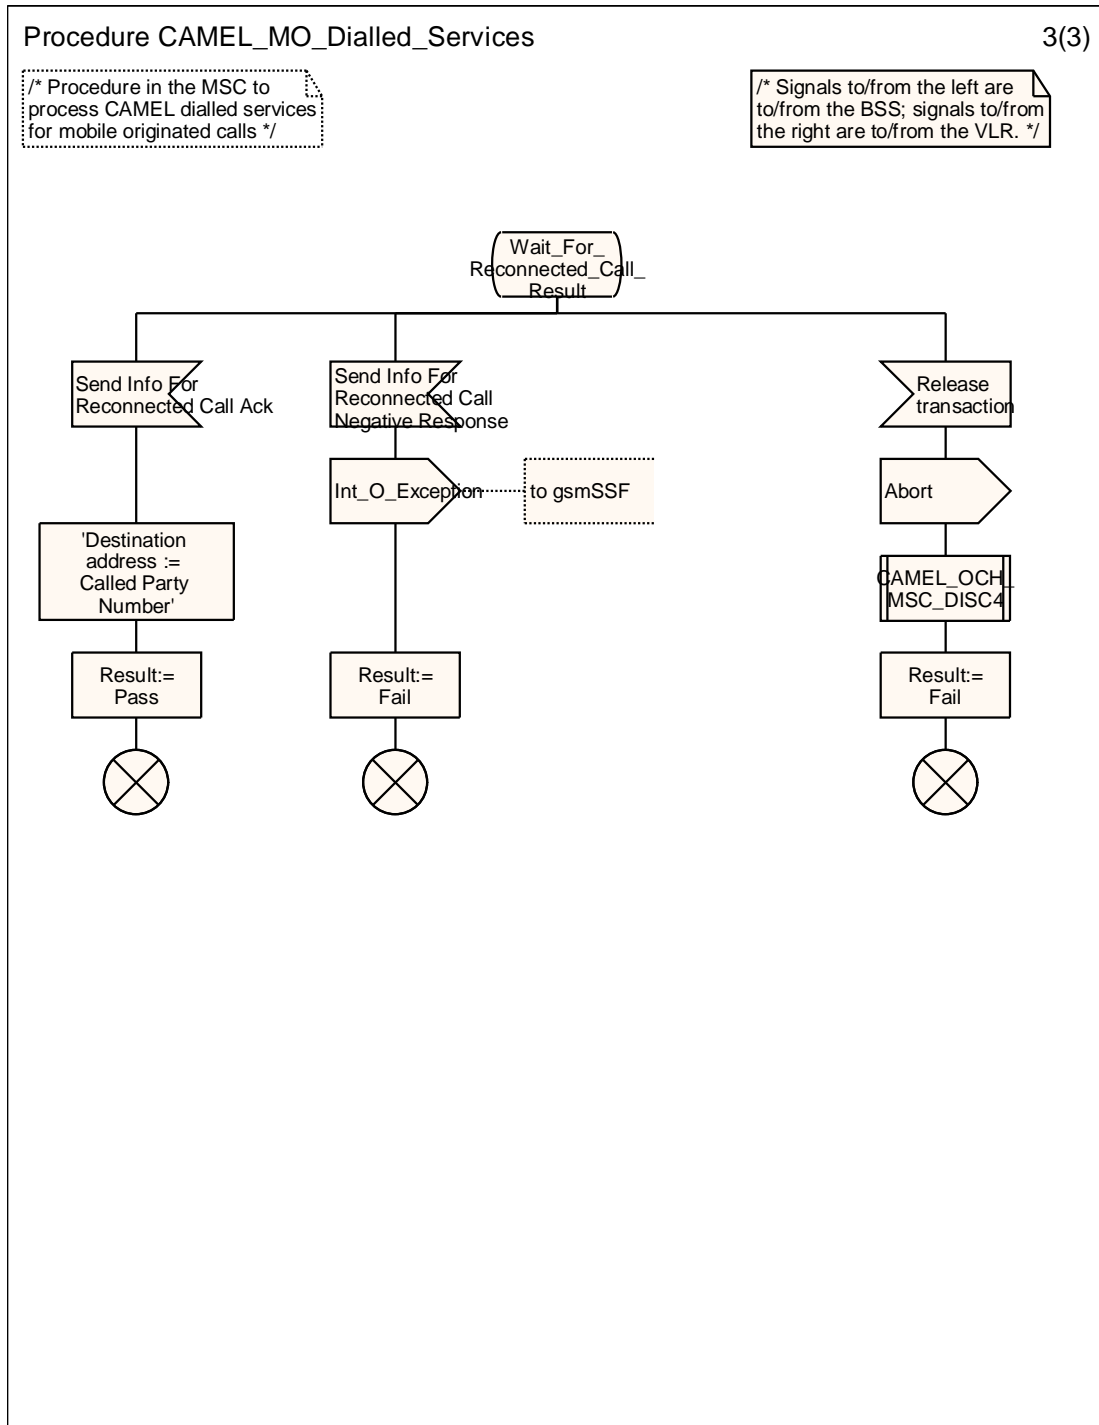 Procedure CAMEL_MO_Dialled_Services
3(3)
/* Procedure in the MSC to
process CAMEL dialled services
for mobile originated calls */
/* Signals to/from the left are
to/from the BSS; signals to/from
the right are to/from the VLR. */
Wait_For_
Reconnected_Call_
Result
Send Info For
Reconnected Call Ack
Send Info For
Reconnected Call
Negative Response
Release
transaction
Int_O_Exception
to gsmSSF
Abort
'Destination
address :=
Called Party
Number'
CAMEL_OCH_
MSC_DISC4
Result:=
Pass
Result:=
Fail
Result:=
Fail